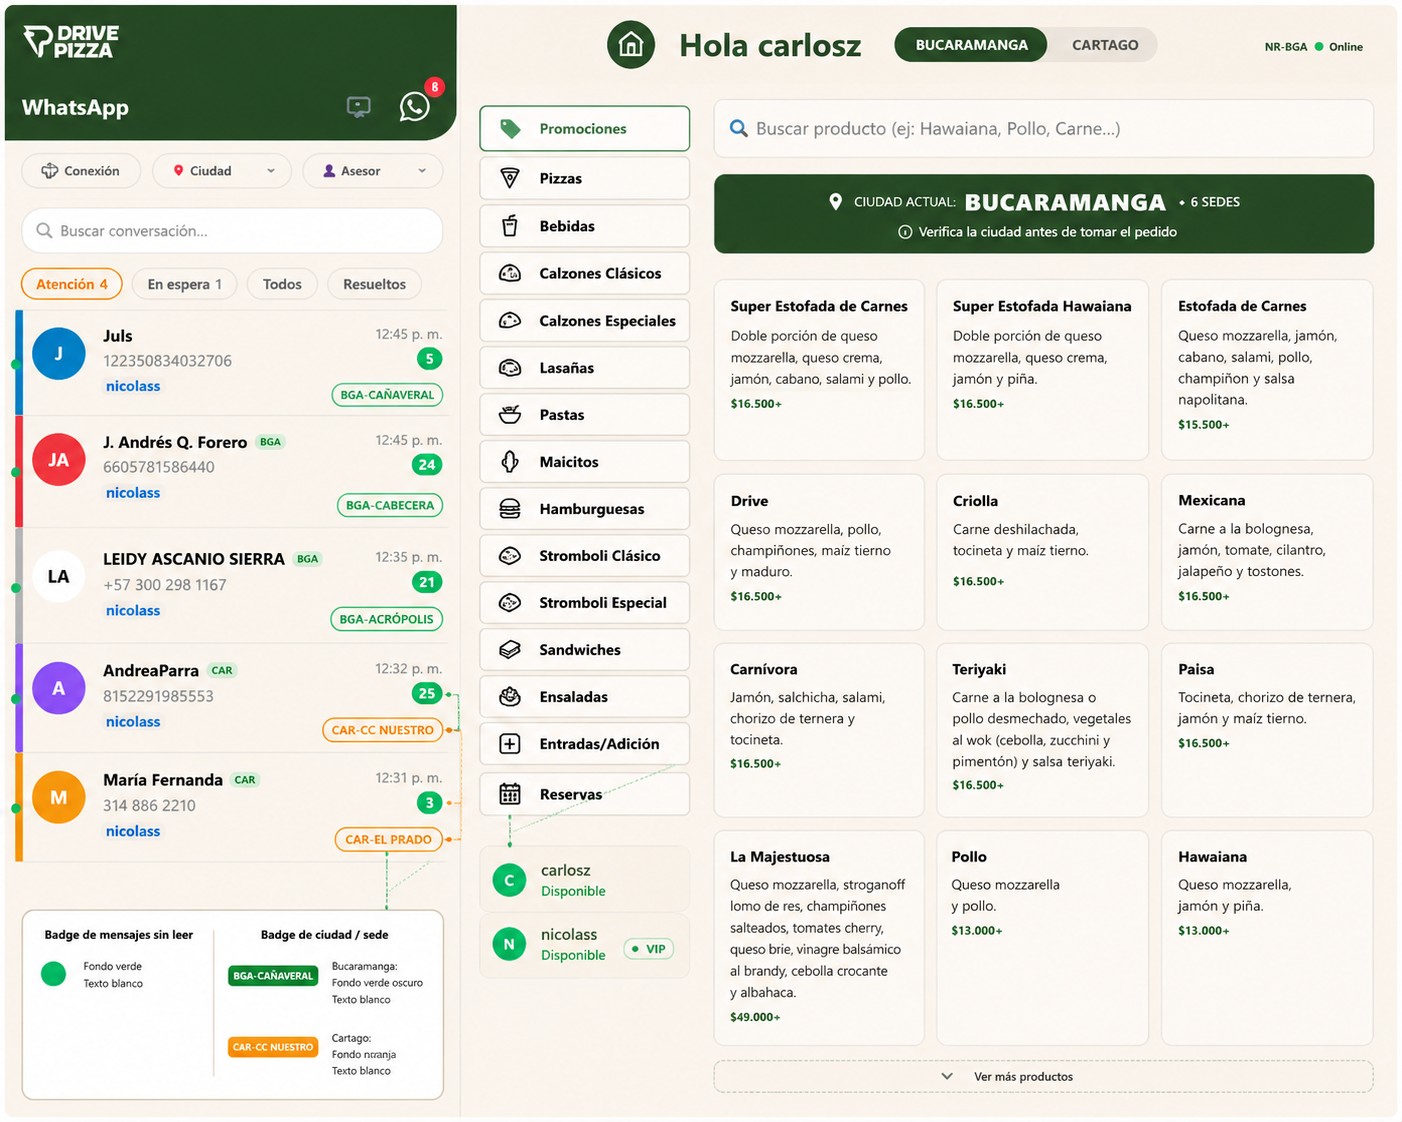 DRIVE
PIZZA
WhatsApp
8
Conexión
Ciudad
Asesor
Buscar conversación...
Atención 4
En espera 1
Todos
Resueltos
Juls
12:45 p. m.
J
122350834032706
5
nicolass
BGA-CAÑAVERAL
J. Andrés Q. Forero BGA
12:45 p. m.
JA
6605781586440
24
nicolass
BGA-CABECERA
LEIDY ASCANIO SIERRA BGA
12:35 p. m.
LA
+57 300 298 1167
21
nicolass
BGA-ACRÓPOLIS
AndreaParra CAR
12:32 p. m.
A
8152291985553
25
nicolass
CAR-CC NUESTRO
María Fernanda CAR
12:31 p. m.
M
314 886 2210
3
nicolass
CAR-EL PRADO
Badge de mensajes sin leer
Fondo verde
Texto blanco
Badge de ciudad / sede
BGA-CAÑAVERAL
Bucaramanga:
Fondo verde oscuro
Texto blanco
CAR-CC NUESTRO
Cartago:
Fondo nranja
Texto blanco
Hola carlosz
BUCARAMANGA
CARTAGO
NR-BGA
Online
Promociones
Pizzas
Bebidas
Calzones Clásicos
Calzones Especiales
Lasañas
Pastas
Maicitos
Hamburguesas
Stromboli Clásico
Stromboli Especial
Sandwiches
Ensaladas
Entradas/Adición
Reservas
C
carlosz
Disponible
N
nicolass
Disponible
• VIP
Buscar producto (ej: Hawaiana, Pollo, Carne...)
CIUDAD ACTUAL: BUCARAMANGA • 6 SEDES
Verifica la ciudad antes de tomar el pedido
Super Estofada de Carnes
Doble porción de queso
mozzarella, queso crema,
jamón, cabano, salami y pollo.
$16.500+
Super Estofada Hawaiana
Doble porción de queso
mozzarella, queso crema,
jamón y piña.
$16.500+
Estofada de Carnes
Queso mozzarella, jamón,
cabano, salami, pollo,
champiñon y salsa
napolitana.
$15.500+
Drive
Queso mozzarella, pollo,
champiñones, maíz tierno
y maduro.
$16.500+
Criolla
Carne deshilachada,
tocineta y maíz tierno.
$16.500+
Mexicana
Carne a la bolognesa,
jamón, tomate, cilantro,
jalapeño y tostones.
$16.500+
Carnívora
Jamón, salchicha, salami,
chorizo de ternera y
tocineta.
$16.500+
Teriyaki
Carne a la bolognesa o
pollo desmechado, vegetales
al wok (cebolla, zucchini y
pimentón) y salsa teriyaki.
$16.500+
Paisa
Tocineta, chorizo de ternera,
jamón y maíz tierno.
$16.500+
La Majestuosa
Queso mozzarella, stroganoff
lomo de res, champiñones
salteados, tomates cherry,
queso brie, vinagre balsámico
al brandy, cebolla crocante
y albahaca.
$49.000+
Pollo
Queso mozzarella
y pollo.
$13.000+
Hawaiana
Queso mozzarella,
jamón y piña.
$13.000+
Ver más productos